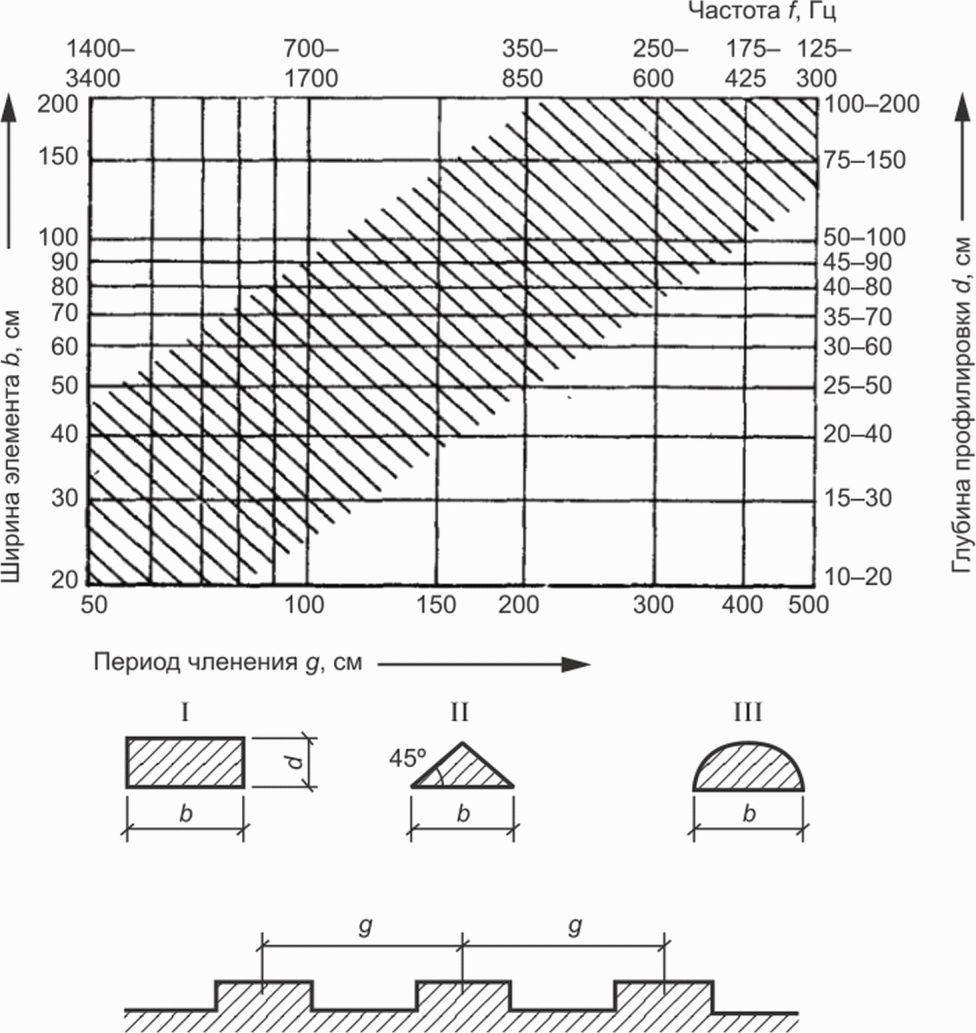 Частота f, Гц
1400– 700– 350– 250– 175– 125–
3400 1700 850 600 425 300
Ширина элемента b, см
200
150
100
90
80
70
60
50
40
30
20
100–200
75–150
50–100
45–90
40–80
35–70
30–60
25–50
20–40
15–30
10–20
Глубина профилировки d, см
50 100 150 200 300 400 500
Период членения g, см
I II III
d
45º
b b b
g g